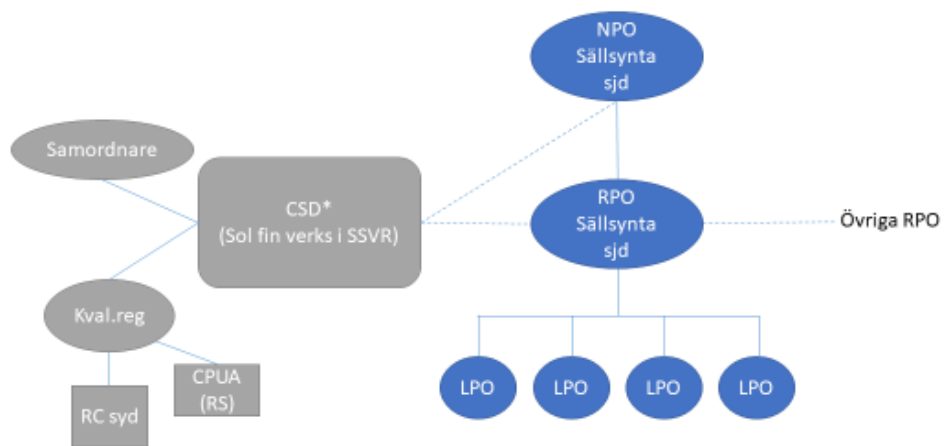 NPO
Sällsynta
sjd
Samordnare
CSD*
(Sol fin verks i SSVR)
RPO
Sällsynta
sjd
Övriga RPO
Kval.reg
CPUA
(RS)
RC syd
LPO
LPO
LPO
LPO